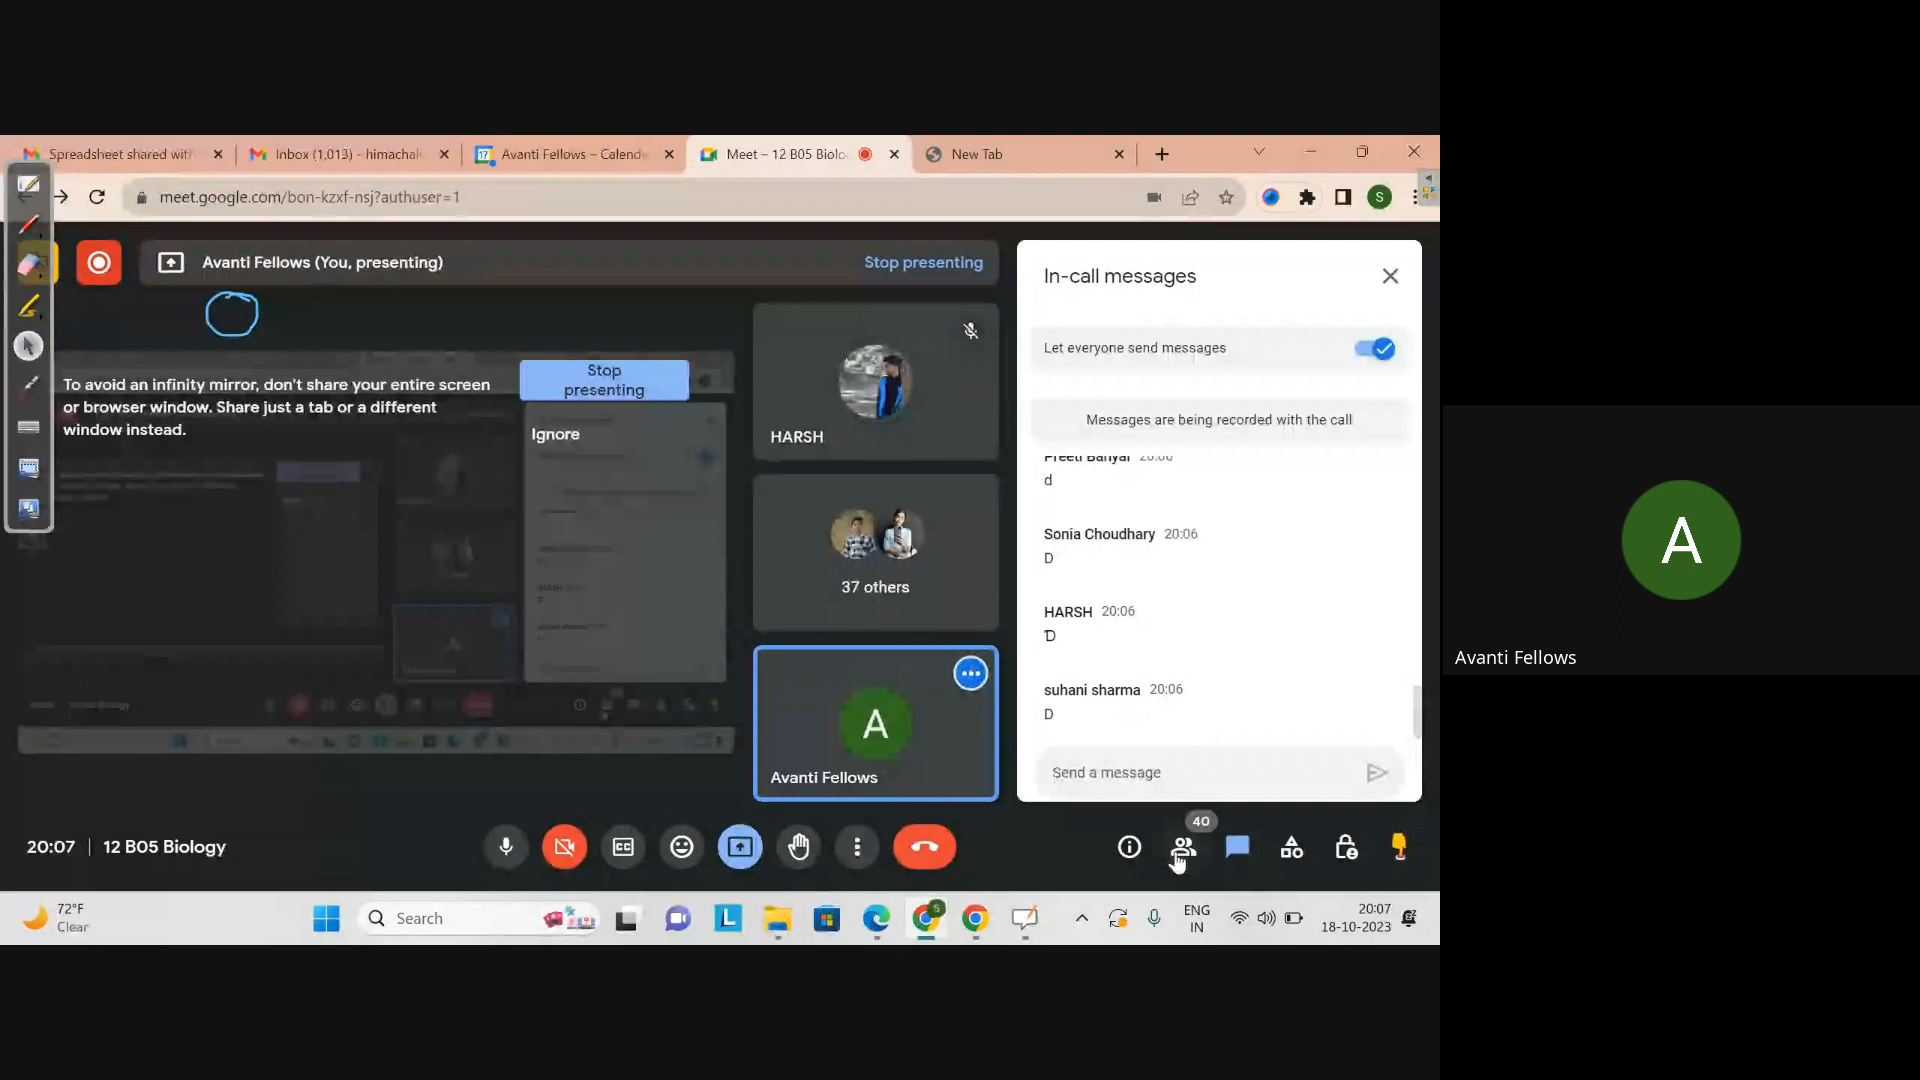 Spreadsheet shared with
Inbox (1,013) - himachal
Avanti Fellows – Calend
Meet – 12 B05 Biolo
New Tab
meet.google.com/bon-kzxf-nsj?authuser=1
S
Avanti Fellows (You, presenting)
Stop presenting
To avoid an infinity mirror, don't share your entire screen
or browser window. Share just a tab or a different
window instead.
Stop
presenting
Ignore
HARSH
37 others
A
Avanti Fellows
In-call messages
Let everyone send messages
Messages are being recorded with the call
Preeti Banyal 20:06
d
Sonia Choudhary 20:06
D
HARSH 20:06
D
suhani sharma 20:06
D
Send a message
20:07 | 12 B05 Biology
40
72°F
Clear
Search
ENG
IN
20:07
18-10-2023
A
Avanti Fellows